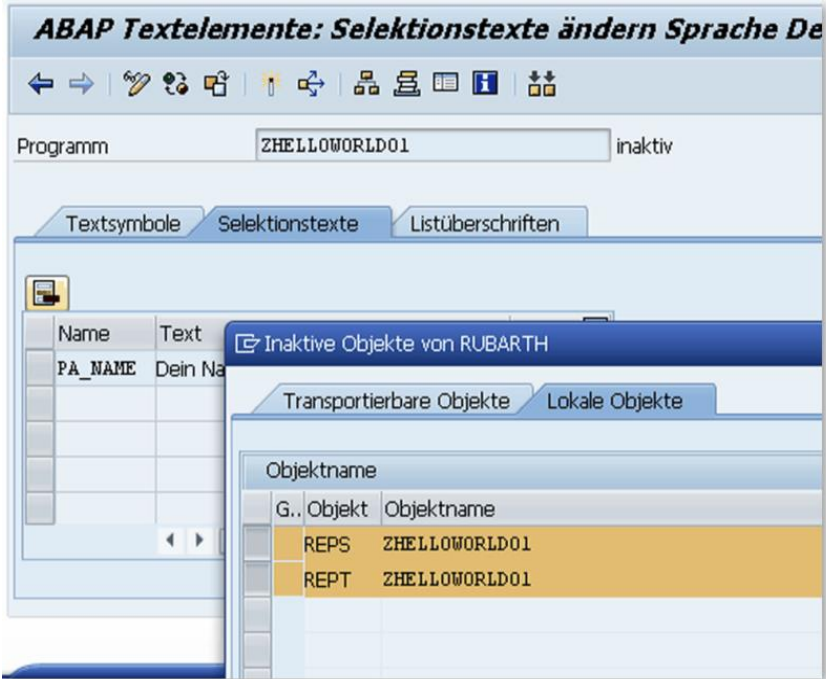 ABAP Textelemente: Selektionstexte ändern Sprache De
Programm ZHELLOWORLD01 inaktiv
Textsymbole Selektionstexte Listüberschriften
Name Text
PA_NAME Dein Na
Inaktive Objekte von RUBARTH
Transportierbare Objekte Lokale Objekte
Objektname
G.. Objekt Objektname
REPS ZHELLOWORLD01
REPT ZHELLOWORLD01